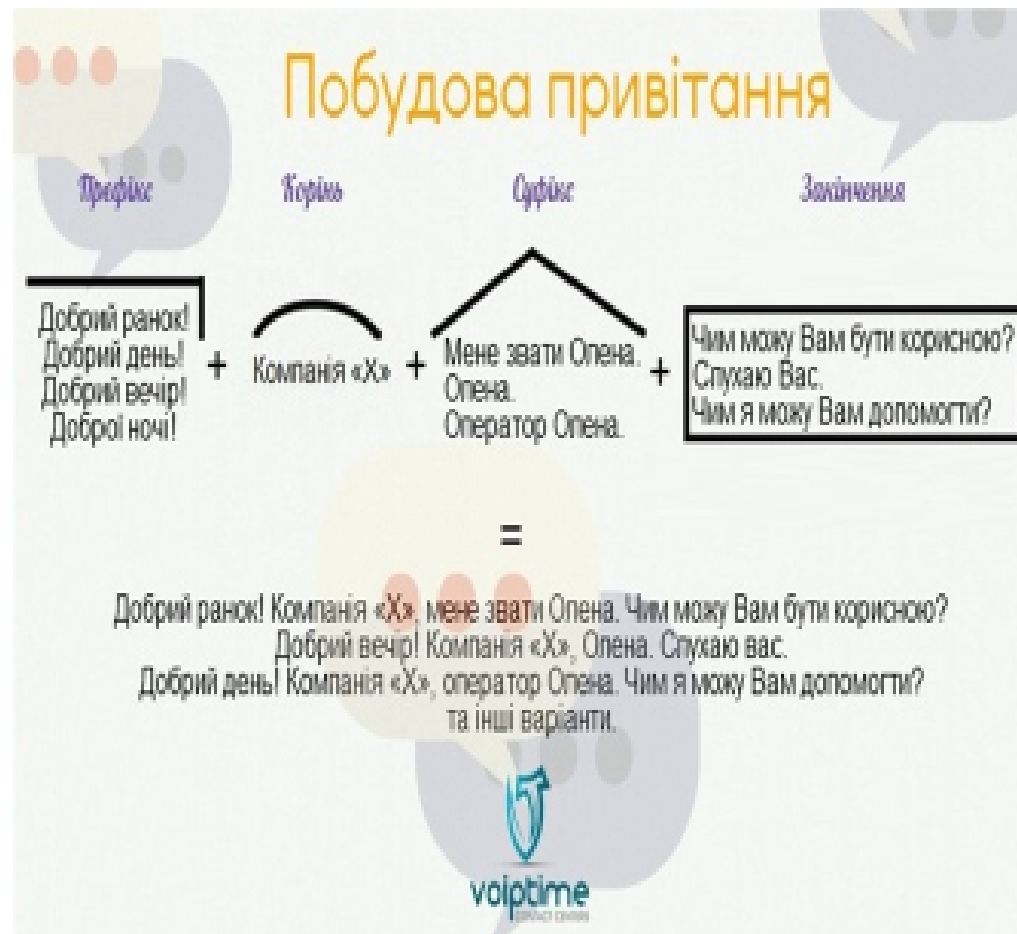 Побудова привітання
Префікс Корінь Суфікс Закінчення
Добрий ранок!
Добрий день!
Добрий вечір!
Доброї ночі!
+
Компанія «Х»
+
Мене звати Олена.
Олена.
Оператор Олена.
+
Чим можу Вам бути корисною?
Слухаю Вас.
Чим я можу Вам допомогти?
=
Добрий ранок! Компанія «Х», мене звати Олена. Чим можу Вам бути корисною?
Добрий вечір! Компанія «Х», Олена. Слухаю вас.
Добрий день! Компанія «Х», оператор Олена. Чим я можу Вам допомогти?
та інші варіанти.
voiptime
CONTACT CENTERS